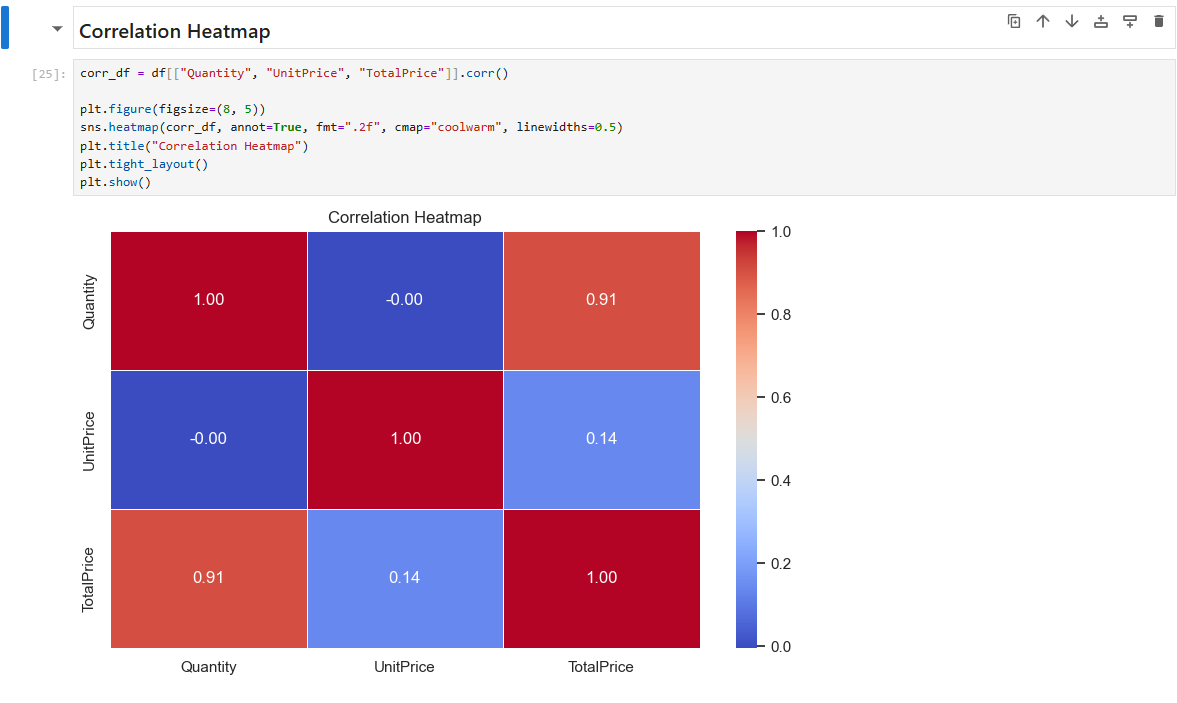 Correlation Heatmap
[25]:
corr_df = df[["Quantity", "UnitPrice", "TotalPrice"]].corr()
plt.figure(figsize=(8, 5))
sns.heatmap(corr_df, annot=True, fmt=".2f", cmap="coolwarm", linewidths=0.5)
plt.title("Correlation Heatmap")
plt.tight_layout()
plt.show()
Correlation Heatmap
Quantity
1.00
-0.00
0.91
UnitPrice
-0.00
1.00
0.14
TotalPrice
0.91
0.14
1.00
Quantity
UnitPrice
TotalPrice
1.0
0.8
0.6
0.4
0.2
0.0